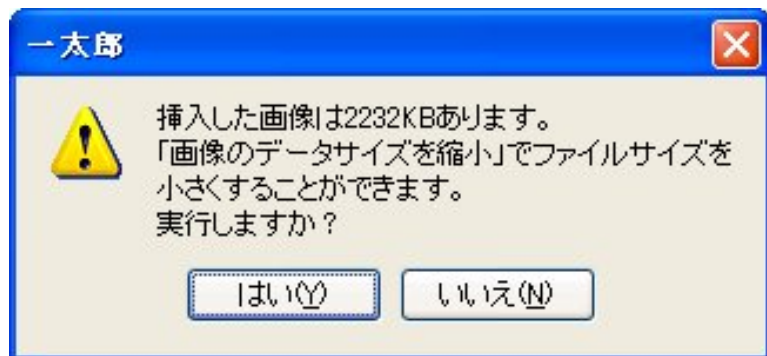 一太郎
挿入した画像は2232KBあります。
「画像のデータサイズを縮小」でファイルサイズを
小さくすることができます。
実行しますか？
はい(Y) いいえ(N)